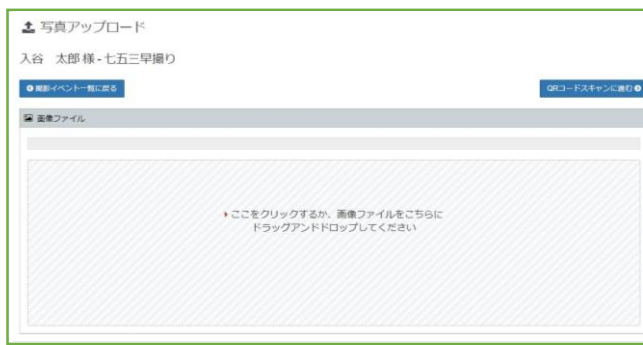 写真アップロード
入谷　太郎 様 - 七五三早撮り
撮影イベント一覧に戻る
QRコードスキャンに進む
画像ファイル
ここをクリックするか、画像ファイルをこちらに
ドラッグアンドドロップしてください